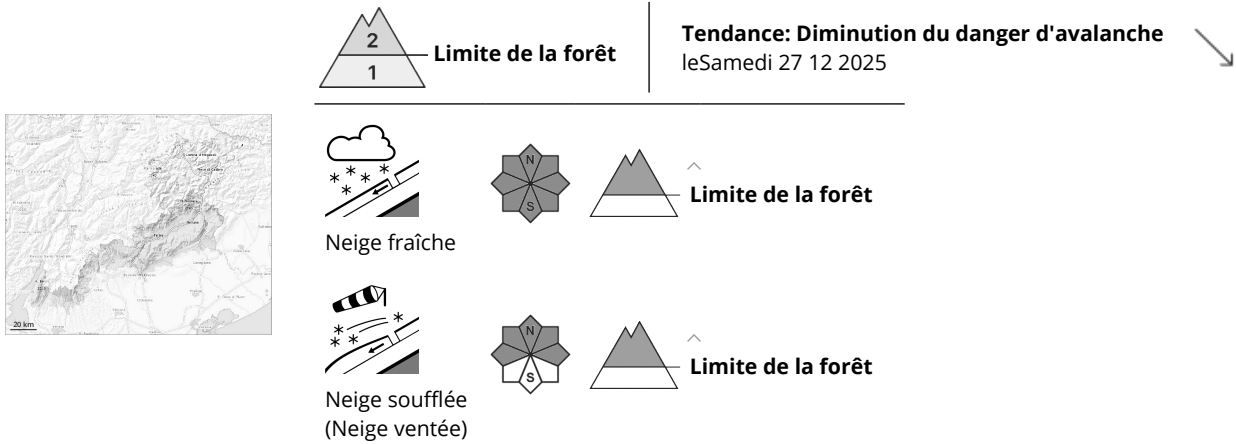 2
1
Limite de la forêt
Tendance: Diminution du danger d'avalanche
leSamedi 27 12 2025
20 km
N
S
Limite de la forêt
Neige fraîche
N
S
Limite de la forêt
Neige soufflée
(Neige ventée)